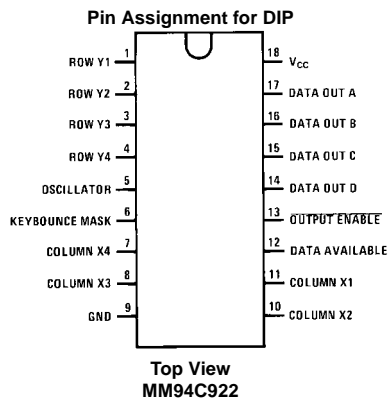 Pin Assignment for DIP
ROW Y1 1 18 VCC
ROW Y2 2 17 DATA OUT A
ROW Y3 3 16 DATA OUT B
ROW Y4 4 15 DATA OUT C
OSCILLATOR 5 14 DATA OUT D
KEYBOUNCE MASK 6 13 OUTPUT ENABLE
COLUMN X4 7 12 DATA AVAILABLE
COLUMN X3 8 11 COLUMN X1
GND 9 10 COLUMN X2
Top View
MM94C922